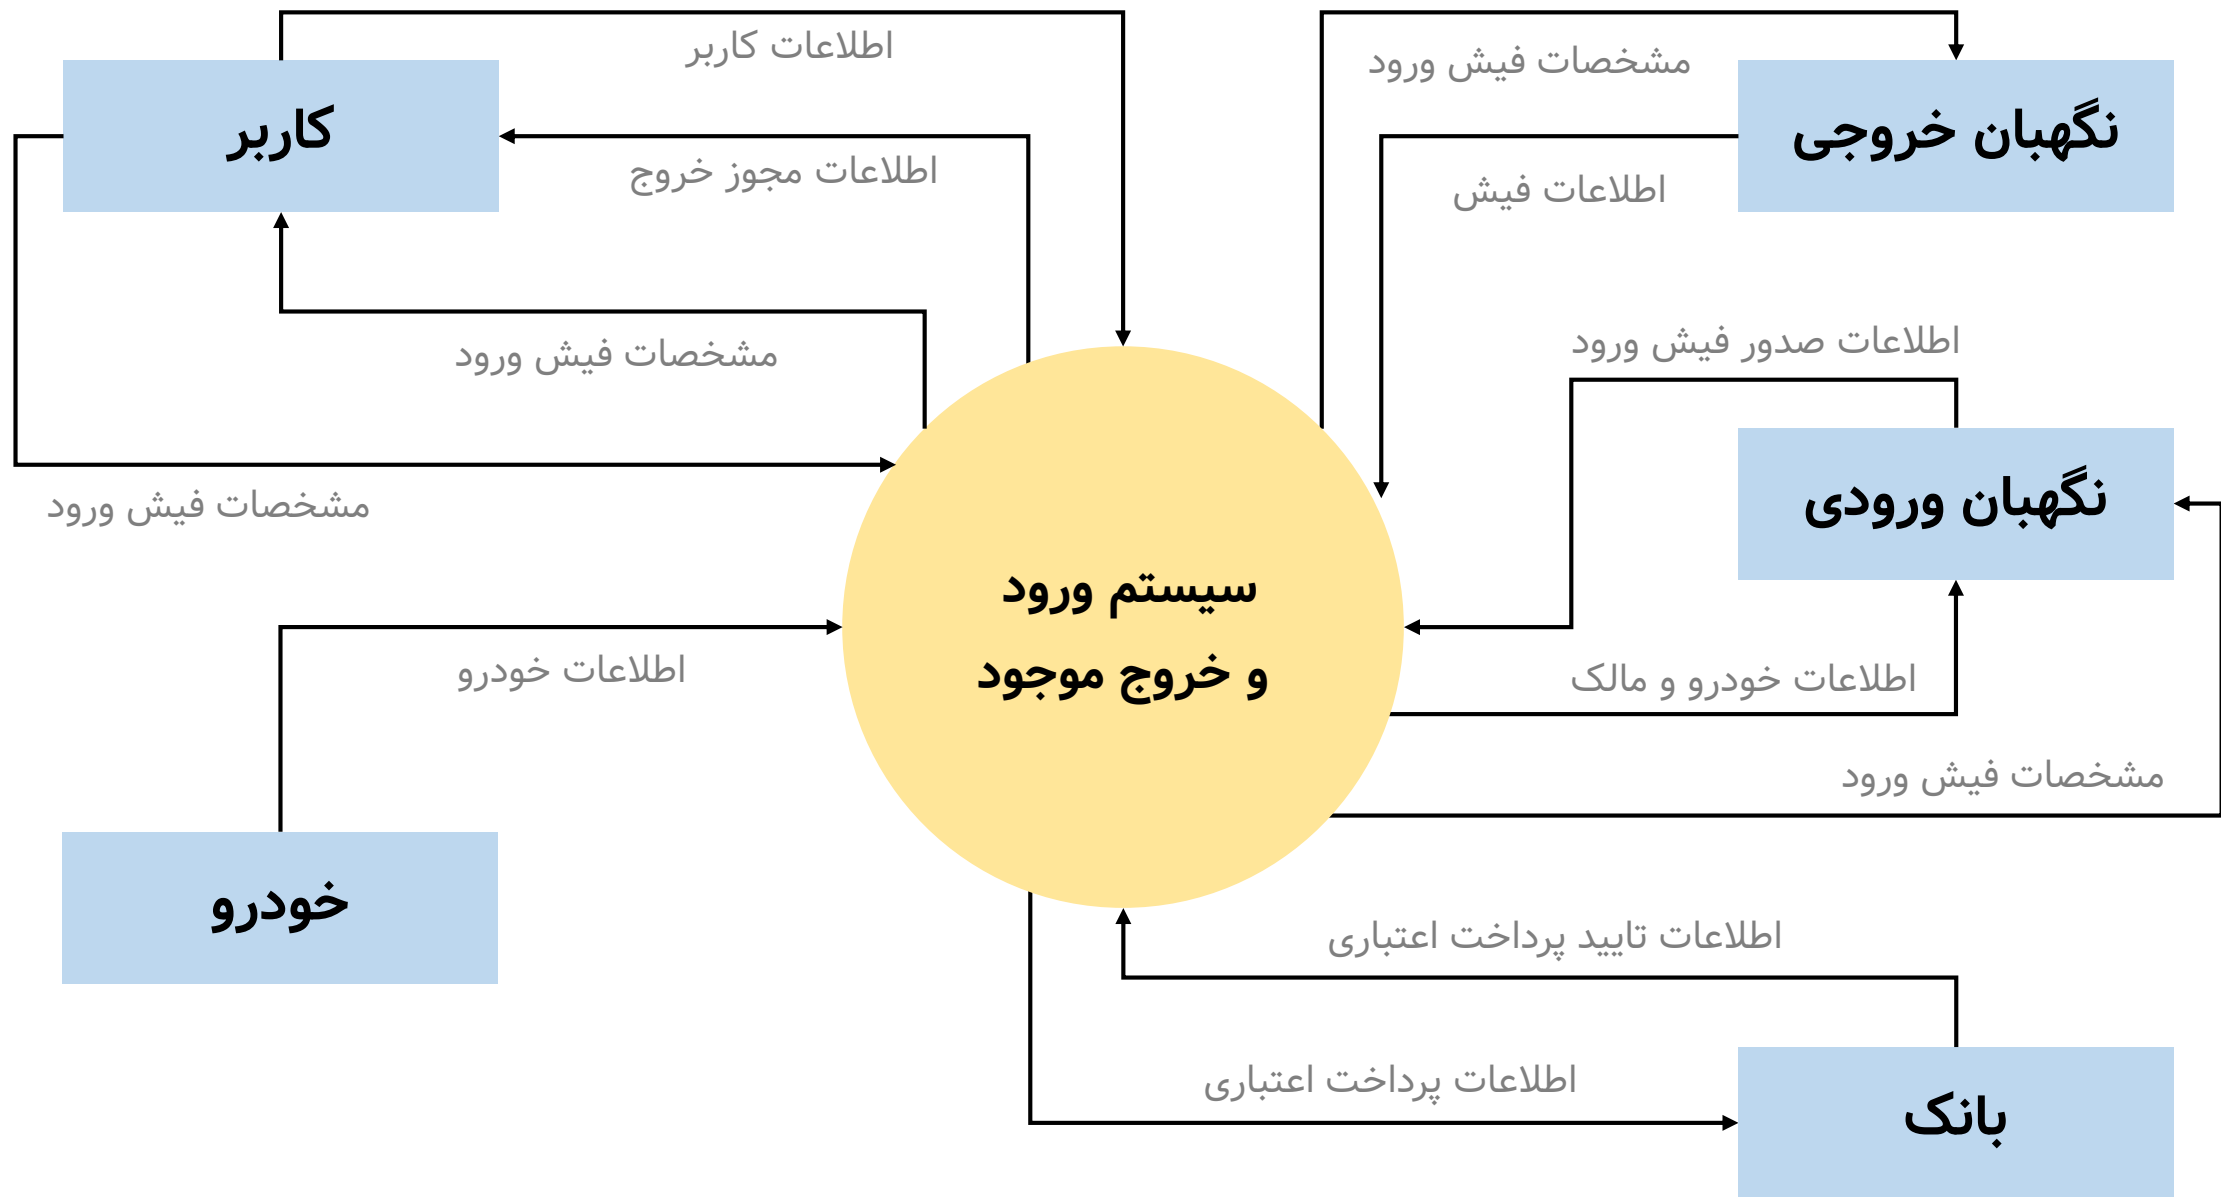 اطلاعات کاربر
مشخصات فیش ورود
کاربر
نگهبان خروجی
اطلاعات مجوز خروج
اطلاعات فیش
مشخصات فیش ورود
اطلاعات صدور فیش ورود
مشخصات فیش ورود
نگهبان ورودی
سیستم ورود
و خروج موجود
اطلاعات خودرو
اطلاعات خودرو و مالک
مشخصات فیش ورود
خودرو
اطلاعات تایید پرداخت اعتباری
اطلاعات پرداخت اعتباری
بانک